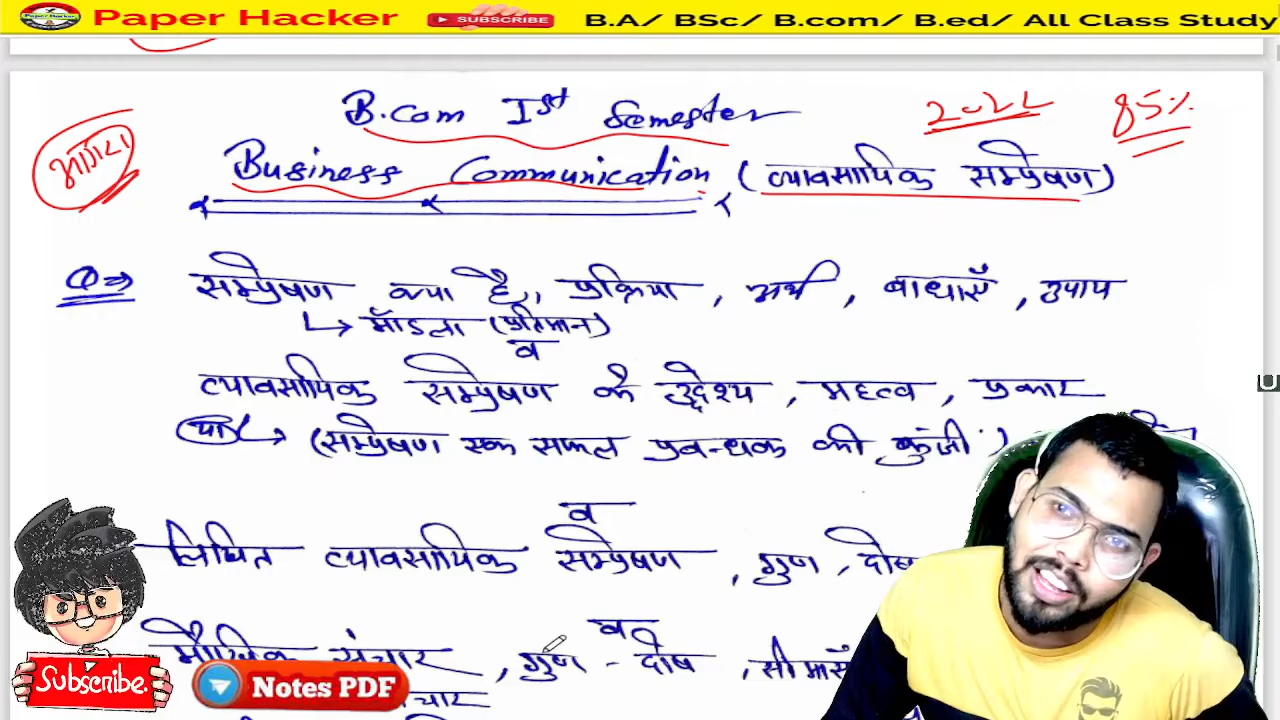 Paper Hacker SUBSCRIBE B.A/ BSc/ B.com/ B.ed/ All Class Study
B.Com Ist Semester 2022 85%
आगरा
Business Communication (व्यावसायिक सम्प्रेषण)
Q⇒ सम्प्रेषण क्या है, प्रक्रिया, अर्थ, बाधाएँ, उपाय
↳ मॉडल (प्रतिमान)
व
व्यावसायिक सम्प्रेषण के उद्देश्य, महत्व, प्रकार
या ↳ (सम्प्रेषण एक सफल प्रबन्धक की कुंजी)
व
लिखित व्यावसायिक सम्प्रेषण, गुण - दोष
व
मौखिक संचार, गुण - दोष, सीमाएँ
Subscribe.
Notes PDF
चार